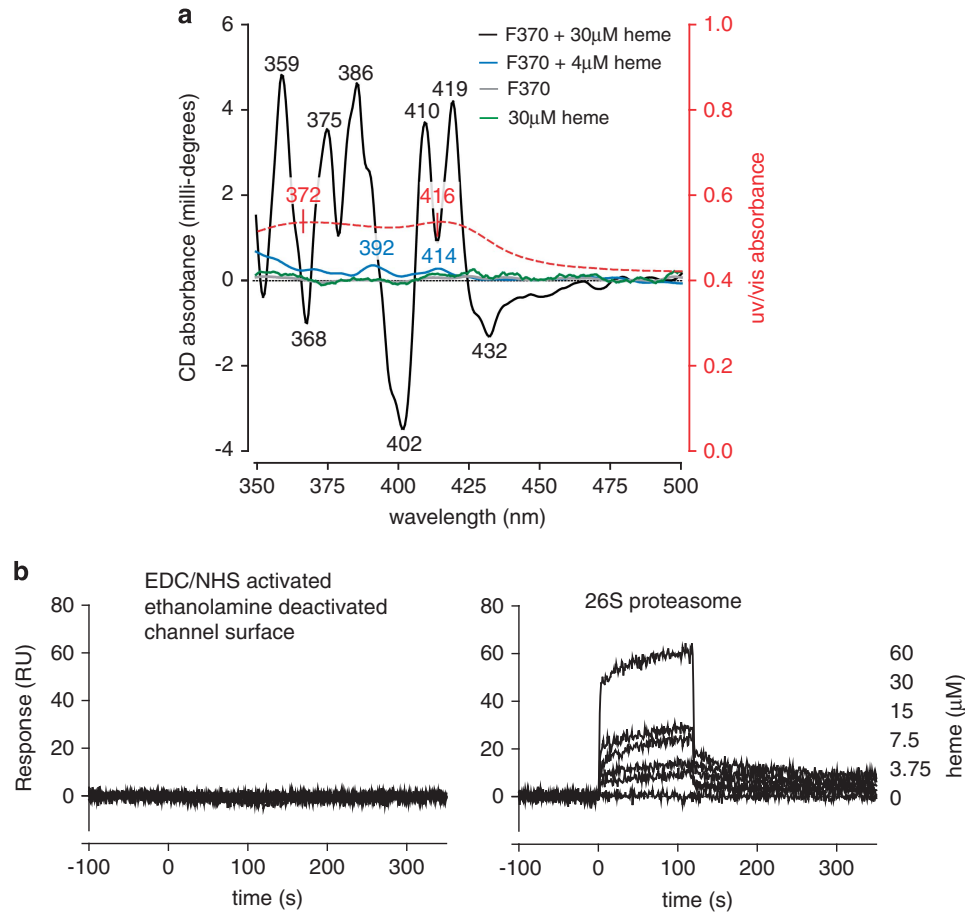 a
6
4
2
0
-2
-4
CD absorbance (milli-degrees)
F370 + 30μM heme
F370 + 4μM heme
F370
30μM heme
359
375
386
410
419
372
416
392
414
368
402
432
1.0
0.8
0.6
0.4
0.2
0.0
uv/vis absorbance
350 375 400 425 450 475 500
wavelength (nm)
b
EDC/NHS activated
ethanolamine deactivated
channel surface
80
60
40
20
0
Response (RU)
-100 0 100 200 300
time (s)
26S proteasome
80
60
40
20
0
60
30
15
7.5
3.75
0
heme (μM)
-100 0 100 200 300
time (s)